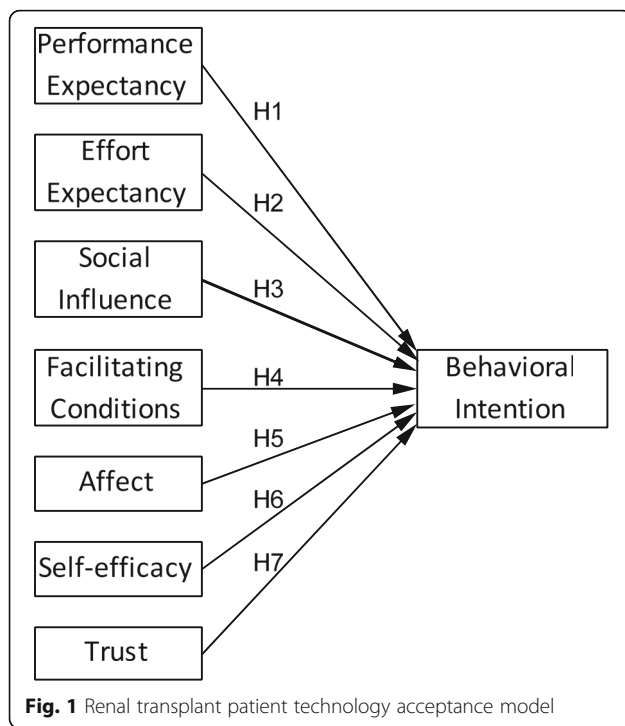 Performance
Expectancy
H1
Effort
Expectancy
H2
Social
Influence
H3
Facilitating
Conditions
H4
Behavioral
Intention
H5
Affect
H6
Self-efficacy
H7
Trust
Fig. 1 Renal transplant patient technology acceptance model